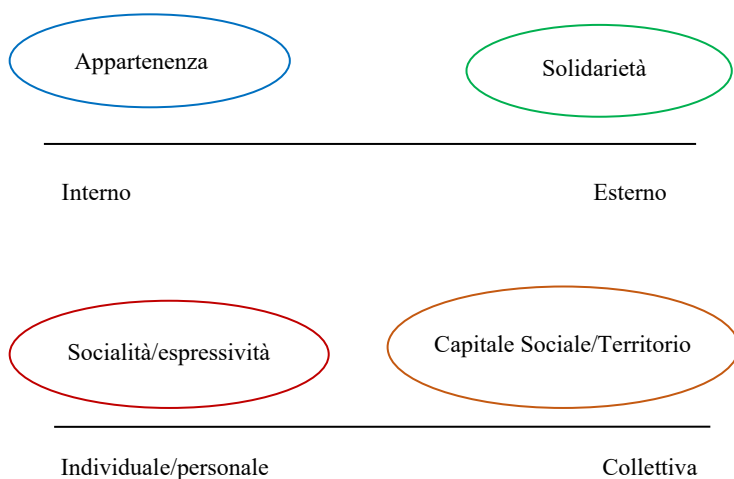 Appartenenza
Solidarietà
Interno
Esterno
Socialità/espressività
Capitale Sociale/Territorio
Individuale/personale
Collettiva